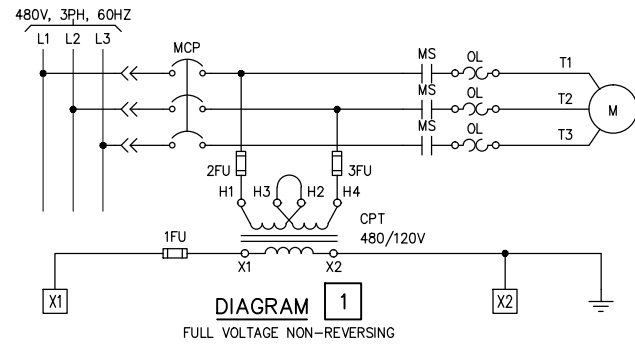 480V, 3PH, 60HZ
L1 L2 L3
MCP
MS OL T1
MS OL T2
MS OL T3
M
2FU 3FU
H1 H3 H2 H4
CPT
480/120V
1FU
X1 X2
X1 X2
DIAGRAM 1
FULL VOLTAGE NON-REVERSING